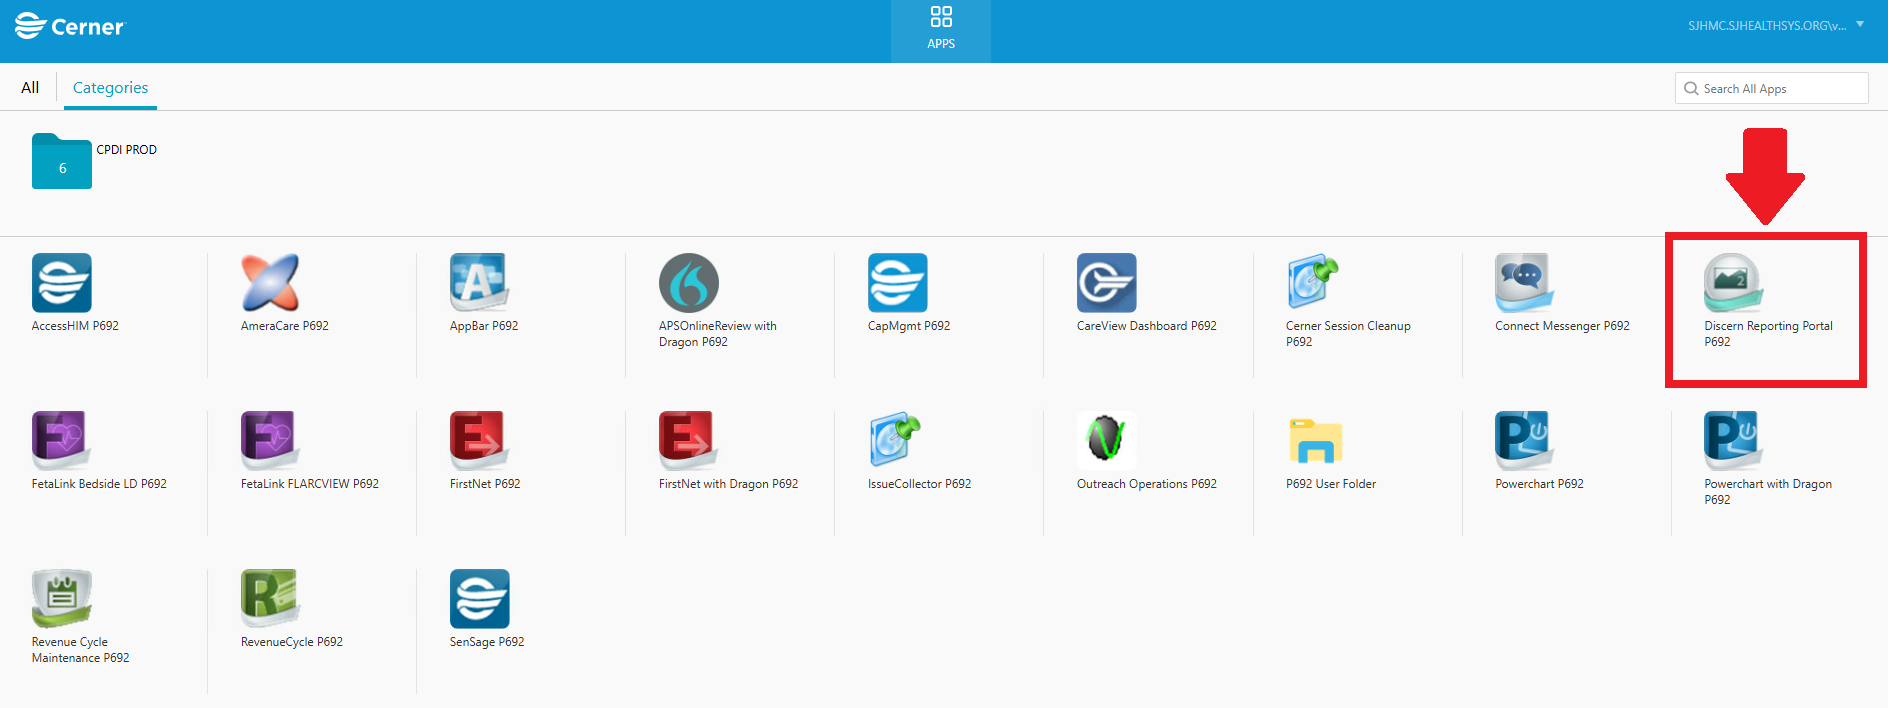 Cerner
APPS
SJHMC.SJHEALTHSYS.ORG\v...
All
Categories
Search All Apps
6
CPDI PROD
AccessHIM P692
AmeraCare P692
AppBar P692
APSOnlineReview with
Dragon P692
CapMgmt P692
CareView Dashboard P692
Cerner Session Cleanup
P692
Connect Messenger P692
Discern Reporting Portal
P692
FetaLink Bedside LD P692
FetaLink FLARCVIEW P692
FirstNet P692
FirstNet with Dragon P692
IssueCollector P692
Outreach Operations P692
P692 User Folder
Powerchart P692
Powerchart with Dragon
P692
Revenue Cycle
Maintenance P692
RevenueCycle P692
SenSage P692